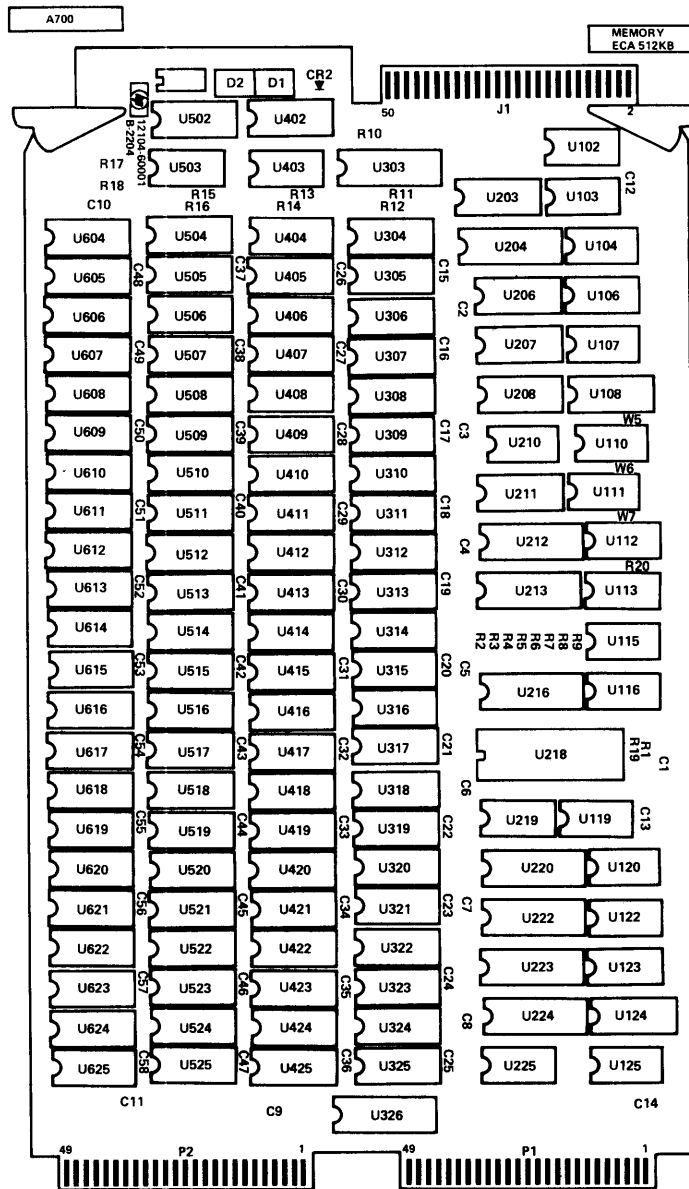 A700
MEMORY
ECA 512KB
D2 D1 CR2
50 J1 2
hp 12104-60001
B-2204
U502 U402 R10
U102
R17 U503 U403 U303
C12
R18 R15 R13 R11 U203 U103
C10 R16 R14 R12
U604 U504 U404 U304 U204 U104
U605 C48 U505 C37 U405 C26 U305 C15
U606 U506 U406 U306 C2 U206 U106
U607 C49 U507 C38 U407 C27 U307 C16 U207 U107
U608 U508 U408 U308 U208 U108
W5
U609 C50 U509 C39 U409 C28 U309 C17 C3 U210 U110
U610 U510 U410 U310 W6
U611 C51 U511 C40 U411 C29 U311 C18 U211 U111
W7
U612 U512 U412 U312 C4 U212 U112
R20
U613 C52 U513 C41 U413 C30 U313 C19 U213 U113
U614 U514 U414 U314 R2 R3 R4 R5 R6 R7 R8 R9 U115
U615 C53 U515 C42 U415 C31 U315 C20 C5
U616 U516 U416 U316 U216 U116
U617 C54 U517 C43 U417 C32 U317 C21 U218 R19 R1 C1
U618 U518 U418 U318 C6
U619 C55 U519 C44 U419 C33 U319 C22 U219 U119 C13
U620 U520 U420 U320 U220 U120
U621 C56 U521 C45 U421 C34 U321 C23 C7 U222 U122
U622 U522 U422 U322
U623 C57 U523 C46 U423 C35 U323 C24 U223 U123
U624 U524 U424 U324 C8 U224 U124
U625 C58 U525 C47 U425 C36 U325 C25 U225 U125
C11 C9 U326 C14
49 P2 1 49 P1 1